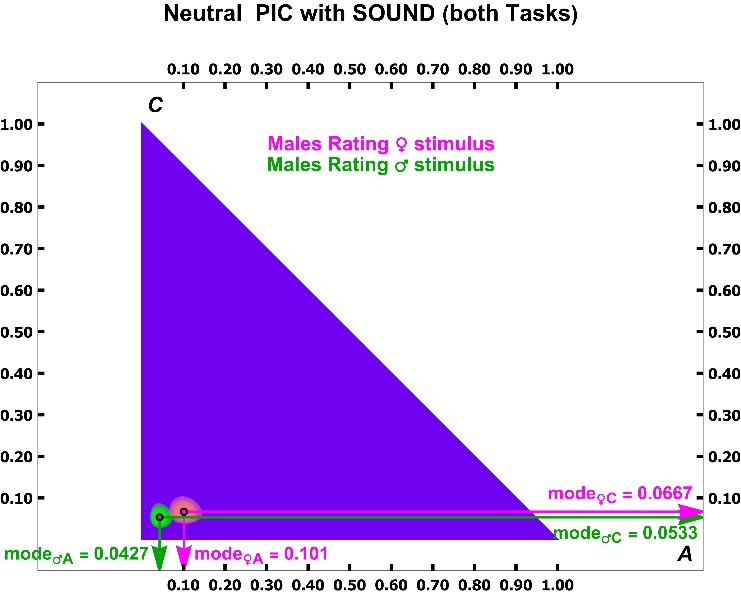 Neutral  PIC with SOUND (both Tasks)
0.10 0.20 0.30 0.40 0.50 0.60 0.70 0.80 0.90 1.00
C
1.00 1.00
Males Rating ♀ stimulus
Males Rating ♂ stimulus
0.90 0.90
0.80 0.80
0.70 0.70
0.60 0.60
0.50 0.50
0.40 0.40
0.30 0.30
0.20 0.20
mode♀C = 0.0667
0.10 0.10
mode♂C = 0.0533
mode♂A = 0.0427 mode♀A = 0.101 A
0.10 0.20 0.30 0.40 0.50 0.60 0.70 0.80 0.90 1.00